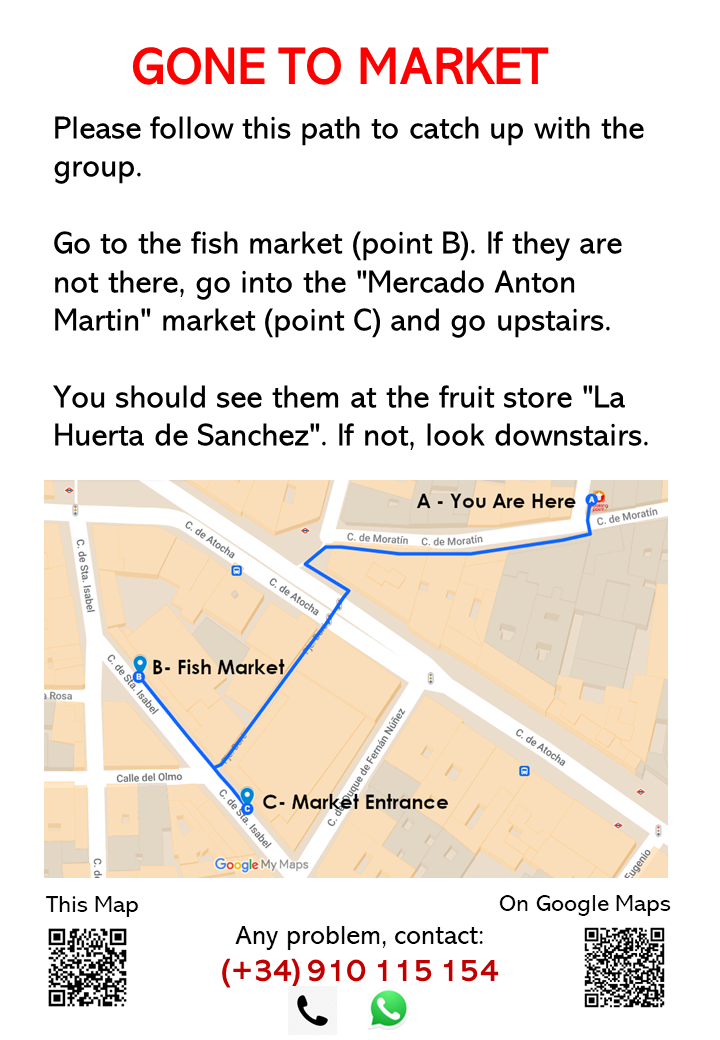 GONE TO MARKET
Please follow this path to catch up with the
group.
Go to the fish market (point B). If they are
not there, go into the "Mercado Anton
Martin" market (point C) and go upstairs.
You should see them at the fruit store "La
Huerta de Sanchez". If not, look downstairs.
A - You Are Here
A
C. de Moratín
C. de Moratín
C. de Moratín
C. de Atocha
C. de Sta. Isabel
C. de Atocha
B- Fish Market
B
C. de Sta. Isabel
a Rosa
C. de Atocha
Calle del Olmo
C. de Duque de Fernán Núñez
C- Market Entrance
C
C. de Sta. Isabel
Google My Maps
C. d
Eugenio
This Map
On Google Maps
Any problem, contact:
(+34) 910 115 154